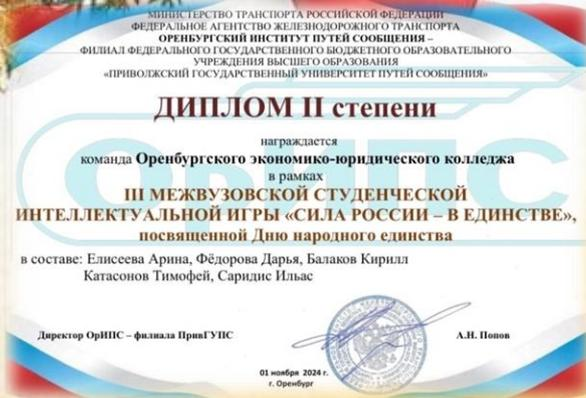 МИНИСТЕРСТВО ТРАНСПОРТА РОССИЙСКОЙ ФЕДЕРАЦИИ
ФЕДЕРАЛЬНОЕ АГЕНТСТВО ЖЕЛЕЗНОДОРОЖНОГО ТРАНСПОРТА
ОРЕНБУРГСКИЙ ИНСТИТУТ ПУТЕЙ СООБЩЕНИЯ –
ФИЛИАЛ ФЕДЕРАЛЬНОГО ГОСУДАРСТВЕННОГО БЮДЖЕТНОГО ОБРАЗОВАТЕЛЬНОГО
УЧРЕЖДЕНИЯ ВЫСШЕГО ОБРАЗОВАНИЯ
«ПРИВОЛЖСКИЙ ГОСУДАРСТВЕННЫЙ УНИВЕРСИТЕТ ПУТЕЙ СООБЩЕНИЯ»
ДИПЛОМ II степени
награждается
команда Оренбургского экономико-юридического колледжа
в рамках
III МЕЖВУЗОВСКОЙ СТУДЕНЧЕСКОЙ
ИНТЕЛЛЕКТУАЛЬНОЙ ИГРЫ «СИЛА РОССИИ – В ЕДИНСТВЕ»,
посвященной Дню народного единства
в составе: Елисеева Арина, Фёдорова Дарья, Балаков Кирилл
Катасонов Тимофей, Саридис Ильас
Директор ОрИПС – филиала ПривГУПС
А.Н. Попов
01 ноября 2024 г.
г. Оренбург
ОрИПС